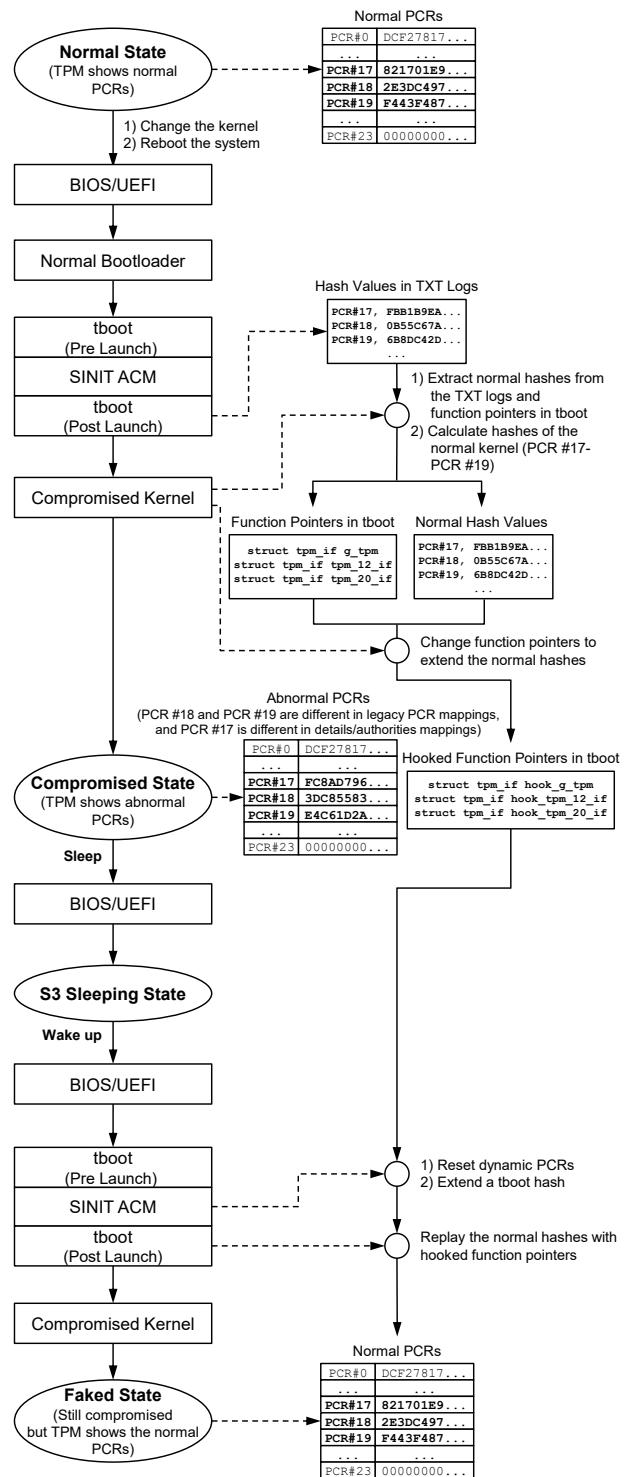 Normal PCRs
PCR#0 DCF27817...
... ...
PCR#17 821701E9...
PCR#18 2E3DC497...
PCR#19 F443F487...
... ...
PCR#23 00000000...
Normal State
(TPM shows normal
PCRs)
1) Change the kernel
2) Reboot the system
BIOS/UEFI
Normal Bootloader
tboot
(Pre Launch)
SINIT ACM
tboot
(Post Launch)
Hash Values in TXT Logs
PCR#17, FBB1B9EA...
PCR#18, 0B55C67A...
PCR#19, 6B8DC42D...
...
1) Extract normal hashes from
the TXT logs and
function pointers in tboot
2) Calculate hashes of the
normal kernel (PCR #17-
PCR #19)
Compromised Kernel
Function Pointers in tboot
struct tpm_if g_tpm
struct tpm_if tpm_12_if
struct tpm_if tpm_20_if
Normal Hash Values
PCR#17, FBB1B9EA...
PCR#18, 0B55C67A...
PCR#19, 6B8DC42D...
...
Change function pointers to
extend the normal hashes
Abnormal PCRs
(PCR #18 and PCR #19 are different in legacy PCR mappings,
and PCR #17 is different in details/authorities mappings)
PCR#0 DCF27817...
... ...
PCR#17 FC8AD796...
PCR#18 3DC85583...
PCR#19 E4C61D2A...
... ...
PCR#23 00000000...
Hooked Function Pointers in tboot
struct tpm_if hook_g_tpm
struct tpm_if hook_tpm_12_if
struct tpm_if hook_tpm_20_if
Compromised State
(TPM shows abnormal
PCRs)
Sleep
BIOS/UEFI
S3 Sleeping State
Wake up
BIOS/UEFI
tboot
(Pre Launch)
SINIT ACM
tboot
(Post Launch)
1) Reset dynamic PCRs
2) Extend a tboot hash
Replay the normal hashes with
hooked function pointers
Compromised Kernel
Normal PCRs
PCR#0 DCF27817...
... ...
PCR#17 821701E9...
PCR#18 2E3DC497...
PCR#19 F443F487...
... ...
PCR#23 00000000...
Faked State
(Still compromised
but TPM shows the normal
PCRs)